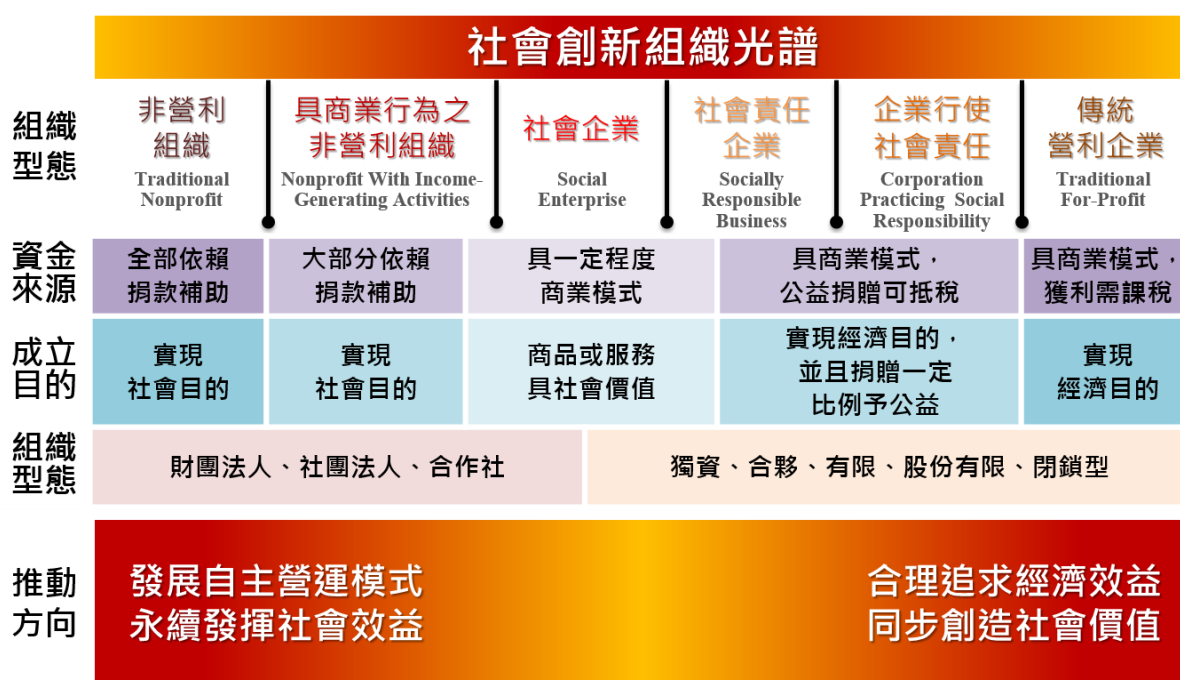 社會創新組織光譜
組織
型態
非營利
組織
Traditional
Nonprofit
具商業行為之
非營利組織
Nonprofit With Income-
Generating Activities
社會企業
Social
Enterprise
社會責任
企業
Socially
Responsible
Business
企業行使
社會責任
Corporation
Practicing Social
Responsibility
傳統
營利企業
Traditional
For-Profit
資金
來源
全部依賴
捐款補助
大部分依賴
捐款補助
具一定程度
商業模式
具商業模式，
公益捐贈可抵稅
具商業模式，
獲利需課稅
成立
目的
實現
社會目的
實現
社會目的
商品或服務
具社會價值
實現經濟目的，
並且捐贈一定
比例予公益
實現
經濟目的
組織
型態
財團法人、社團法人、合作社
獨資、合夥、有限、股份有限、閉鎖型
推動
方向
發展自主營運模式
永續發揮社會效益
合理追求經濟效益
同步創造社會價值